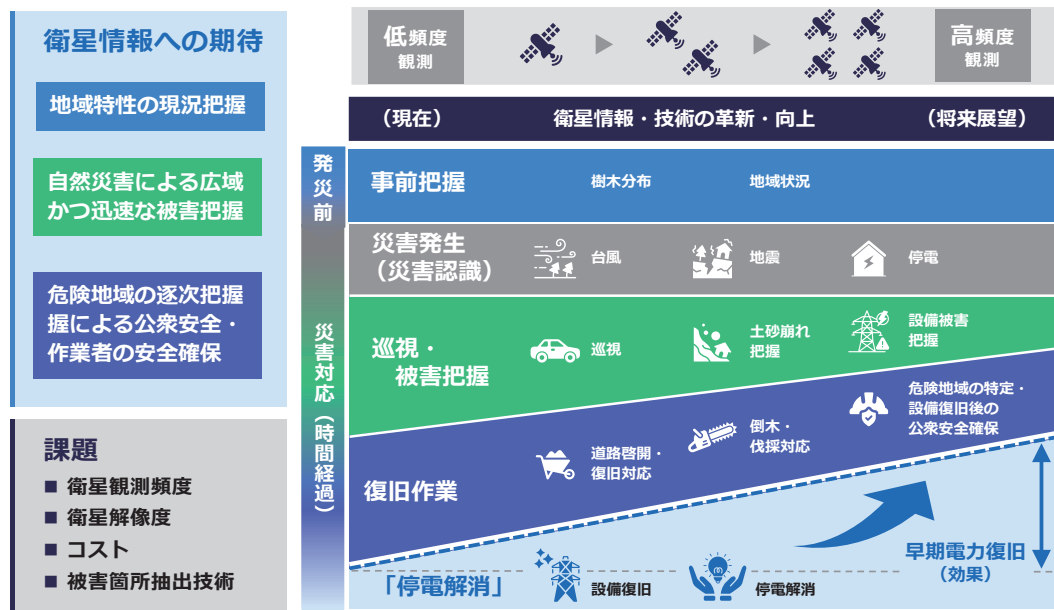 衛星情報への期待
地域特性の現況把握
自然災害による広域
かつ迅速な被害把握
危険地域の逐次把握
握による公衆安全・
作業者の安全確保
課題
■ 衛星観測頻度
■ 衛星解像度
■ コスト
■ 被害箇所抽出技術
低頻度
観測
高頻度
観測
（現在）
衛星情報・技術の革新・向上
（将来展望）
発災前
災害対応（時間経過）
事前把握
樹木分布
地域状況
災害発生
（災害認識）
台風
地震
停電
巡視・
被害把握
巡視
土砂崩れ
把握
設備被害
把握
復旧作業
道路啓開・
復旧対応
倒木・
伐採対応
危険地域の特定・
設備復旧後の
公衆安全確保
「停電解消」
設備復旧
停電解消
早期電力復旧
（効果）